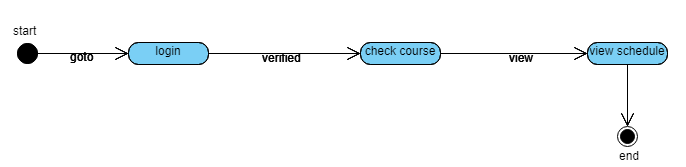 start
goto
login
verified
check course
view
view schedule
end